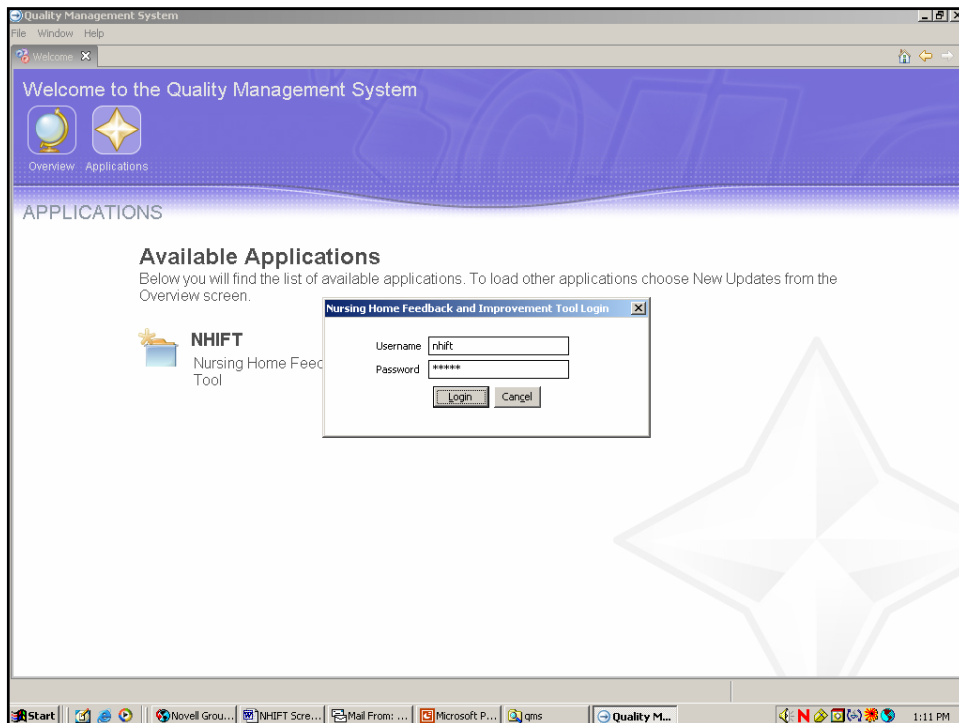 Quality Management System
File Window Help
Welcome
Welcome to the Quality Management System
Overview Applications
APPLICATIONS
Available Applications
Below you will find the list of available applications. To load other applications choose New Updates from the
Overview screen.
NHIFT
Nursing Home Feed
Tool
Nursing Home Feedback and Improvement Tool Login
Username nhift
Password *****
Login Cancel
Start Novell Grou... NHIFT Scre... Mail From: ... Microsoft P... qms Quality M... N 1:11 PM